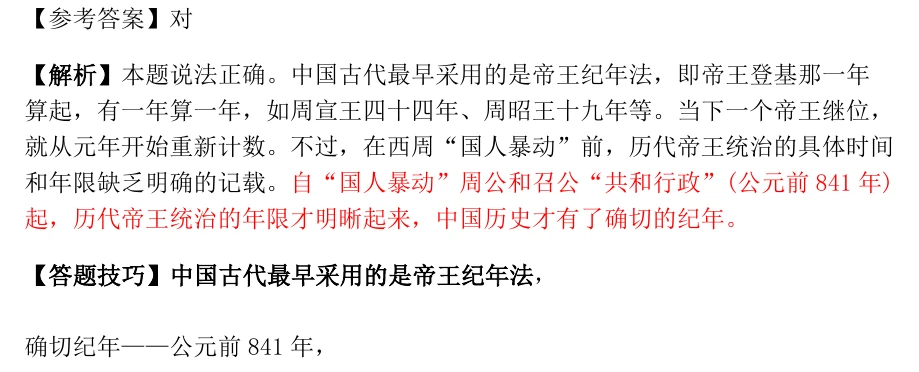 【参考答案】对
【解析】本题说法正确。中国古代最早采用的是帝王纪年法，即帝王登基那一年
算起，有一年算一年，如周宣王四十四年、周昭王十九年等。当下一个帝王继位，
就从元年开始重新计数。不过，在西周“国人暴动”前，历代帝王统治的具体时间
和年限缺乏明确的记载。自“国人暴动”周公和召公“共和行政”(公元前 841 年)
起，历代帝王统治的年限才明晰起来，中国历史才有了确切的纪年。
【答题技巧】中国古代最早采用的是帝王纪年法，
确切纪年——公元前 841 年，